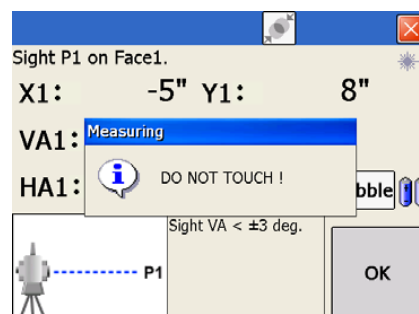 Sight P1 on Face1.
X1: -5" Y1: 8"
VA1:
Measuring
DO NOT TOUCH !
HA1:
bble
Sight VA < ±3 deg.
P1
OK